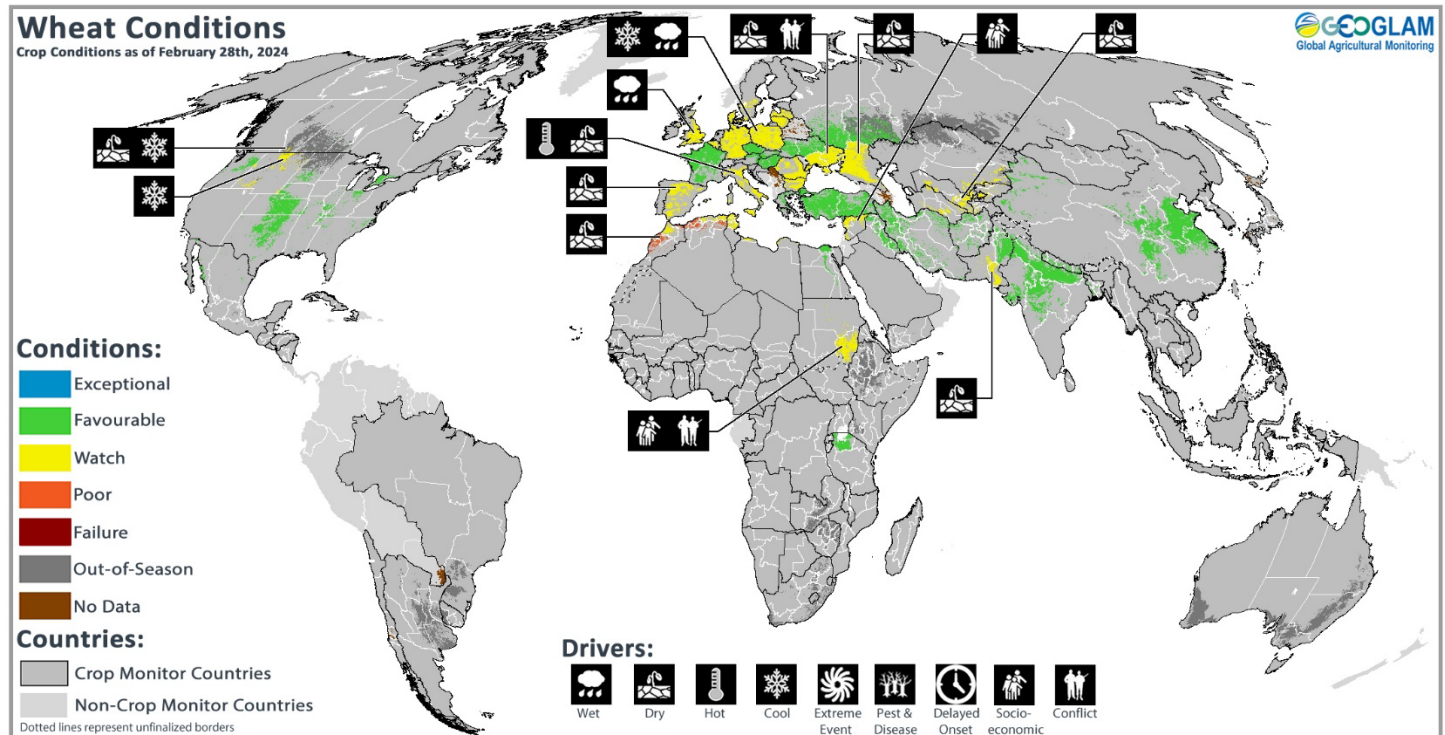 Wheat Conditions
Crop Conditions as of February 28th, 2024
GEOGLAM
Global Agricultural Monitoring
Conditions:
Exceptional
Favourable
Watch
Poor
Failure
Out-of-Season
No Data
Countries:
Crop Monitor Countries
Non-Crop Monitor Countries
Dotted lines represent unfinalized borders
Drivers:
Wet
Dry
Hot
Cool
Extreme
Event
Pest &
Disease
Delayed
Onset
Socio-
economic
Conflict